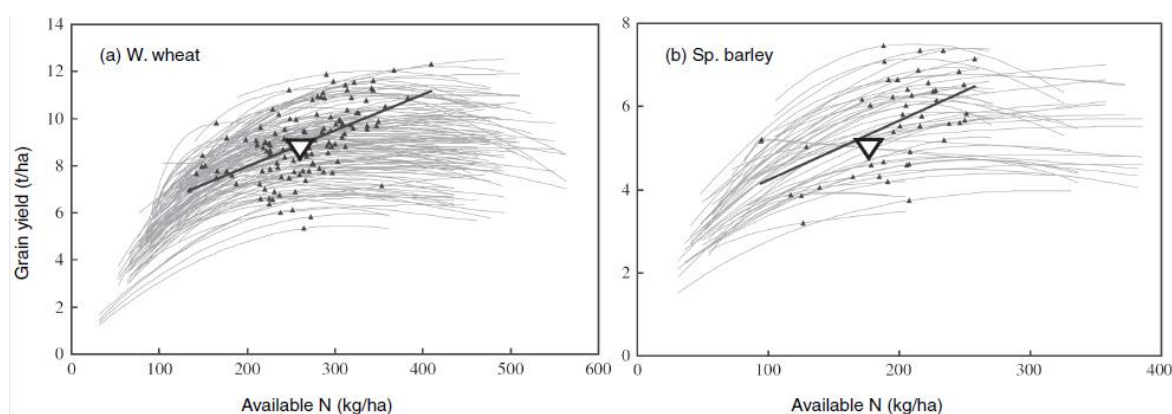 (a) W. wheat
Grain yield (t/ha)
14
12
10
8
6
4
2
0
0 100 200 300 400 500 600
Available N (kg/ha)
(b) Sp. barley
8
6
4
2
0
0 100 200 300 400
Available N (kg/ha)